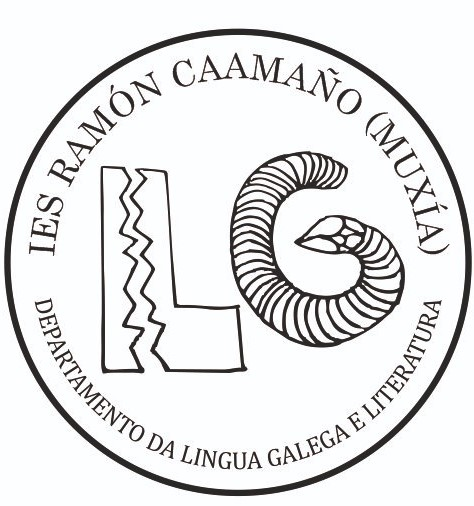 IES RAMÓN CAAMAÑO (MUXÍA)
LG
DEPARTAMENTO DA LINGUA GALEGA E LITERATURA